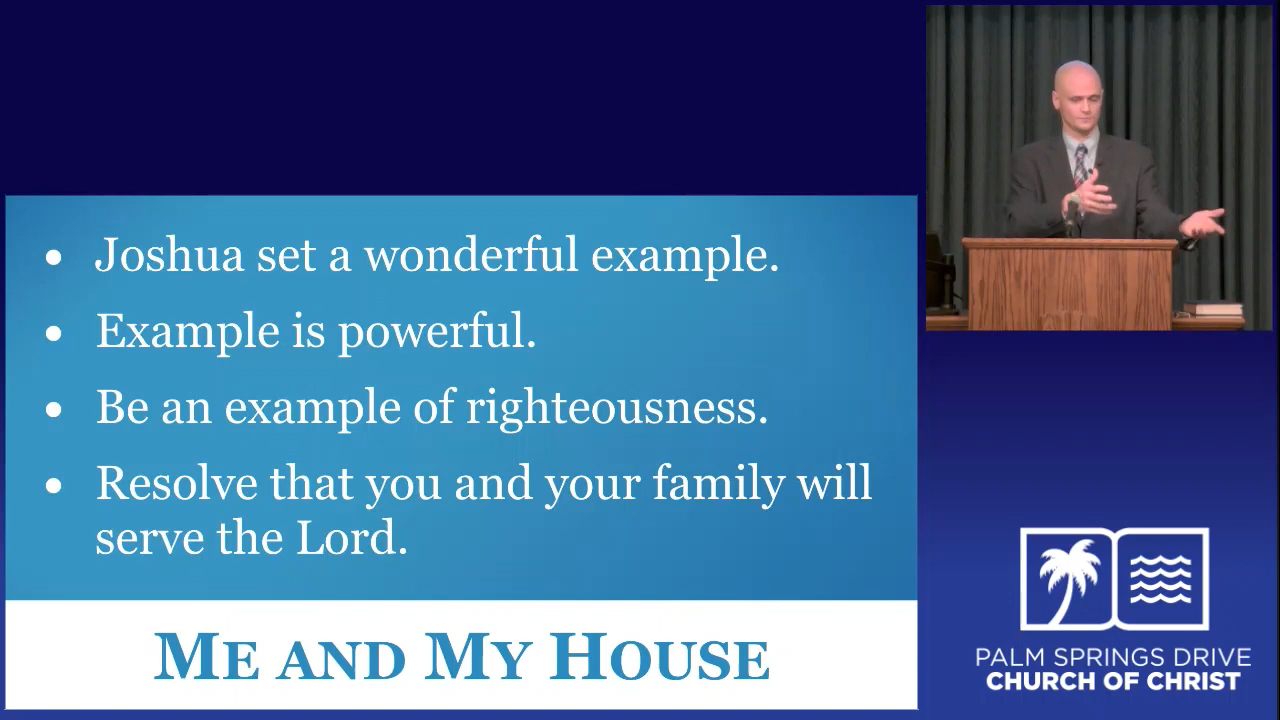 • Joshua set a wonderful example.
• Example is powerful.
• Be an example of righteousness.
• Resolve that you and your family will
serve the Lord.
ME AND MY HOUSE
PALM SPRINGS DRIVE
CHURCH OF CHRIST